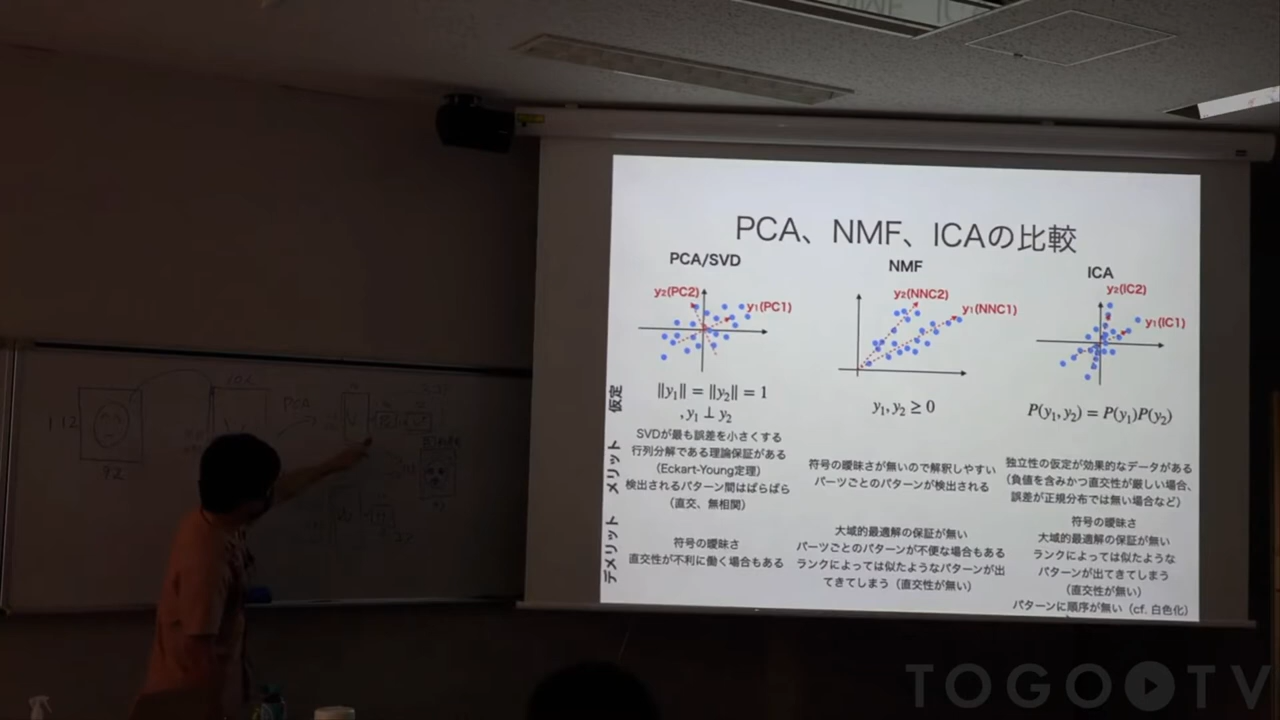 PCA、NMF、ICAの比較
PCA/SVD
y₂(PC2)
y₁(PC1)
NMF
y₂(NNC2)
y₁(NNC1)
ICA
y₂(IC2)
y₁(IC1)
仮定
||y₁|| = ||y₂|| = 1
, y₁ ⊥ y₂
y₁, y₂ ≥ 0
P(y₁, y₂) = P(y₁)P(y₂)
メリット
SVDが最も誤差を小さくする
行列分解である理論保証がある
(Eckart-Young定理)
検出されるパターン間はばらばら
(直交、無相関)
符号の曖昧さが無いので解釈しやすい
パーツごとのパターンが検出される
独立性の仮定が効果的なデータがある
(負値を含みかつ直交性が厳しい場合、
誤差が正規分布では無い場合など)
デメリット
符号の曖昧さ
直交性が不利に働く場合もある
大域的最適解の保証が無い
パーツごとのパターンが不便な場合もある
ランクによっては似たようなパターンが出
てきてしまう(直交性が無い)
符号の曖昧さ
大域的最適解の保証が無い
ランクによっては似たような
パターンが出てきてしまう
(直交性が無い)
パターンに順序が無い(cf. 白色化)
112
92
PCA
V
TOGO TV